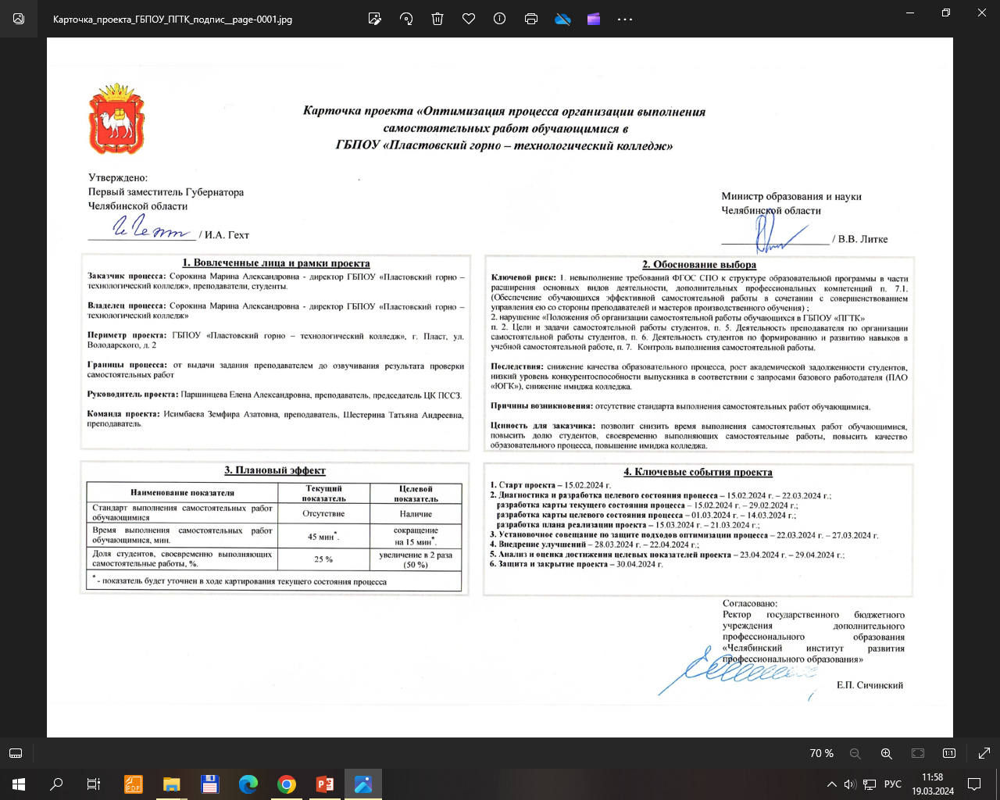 Карточка_проекта_ГБПОУ_ПГТК_подпис__page-0001.jpg
Карточка проекта «Оптимизация процесса организации выполнения
самостоятельных работ обучающимися в
ГБПОУ «Пластовский горно – технологический колледж»
Утверждено:
Первый заместитель Губернатора
Челябинской области
/ И.А. Гехт
Министр образования и науки
Челябинской области
/ В.В. Литке
1. Вовлеченные лица и рамки проекта
Заказчик процесса: Сорокина Марина Александровна - директор ГБПОУ «Пластовский горно –
технологический колледж», преподаватели, студенты.
Владелец процесса: Сорокина Марина Александровна - директор ГБПОУ «Пластовский горно –
технологический колледж»
Периметр проекта: ГБПОУ «Пластовский горно – технологический колледж», г. Пласт, ул.
Володарского, д. 2
Границы процесса: от выдачи задания преподавателем до озвучивания результата проверки
самостоятельных работ
Руководитель проекта: Паршинцева Елена Александровна, преподаватель, председатель ЦК ПССЗ.
Команда проекта: Исимбаева Земфира Азатовна, преподаватель, Шестерина Татьяна Андреевна,
преподаватель.
2. Обоснование выбора
Ключевой риск: 1. невыполнение требований ФГОС СПО к структуре образовательной программы в части
расширения основных видов деятельности, дополнительных профессиональных компетенций п. 7.1.
(Обеспечение обучающихся эффективной самостоятельной работы в сочетании с совершенствованием
управления ею со стороны преподавателей и мастеров производственного обучения) ;
2. нарушение «Положения об организации самостоятельной работы обучающихся в ГБПОУ «ПГТК»
п. 2. Цели и задачи самостоятельной работы студентов, п. 5. Деятельность преподавателя по организации
самостоятельной работы студентов, п. 6. Деятельность студентов по формированию и развитию навыков в
учебной самостоятельной работе, п. 7. Контроль выполнения самостоятельной работы.
Последствия: снижение качества образовательного процесса, рост академической задолженности студентов,
низкий уровень конкурентоспособности выпускника в соответствии с запросами базового работодателя (ПАО
«ЮГК»), снижение имиджа колледжа.
Причины возникновения: отсутствие стандарта выполнения самостоятельных работ обучающимися.
Ценность для заказчика: позволит снизить время выполнения самостоятельных работ обучающимися,
повысить долю студентов, своевременно выполняющих самостоятельные работы, повысить качество
образовательного процесса, повышение имиджа колледжа.
3. Плановый эффект
Наименование показателя Текущий показатель Целевой показатель
Стандарт выполнения самостоятельных работ обучающимися Отсутствие Наличие
Время выполнения самостоятельных работ обучающимися, мин. 45 мин*. сокращение на 15 мин*.
Доля студентов, своевременно выполняющих самостоятельные работы, %. 25 % увеличение в 2 раза (50 %)
* - показатель будет уточнен в ходе картирования текущего состояния процесса
4. Ключевые события проекта
1. Старт проекта – 15.02.2024 г.
2. Диагностика и разработка целевого состояния процесса – 15.02.2024 г. – 22.03.2024 г.;
разработка карты текущего состояния процесса – 15.02.2024 г. – 29.02.2024 г.;
разработка карты целевого состояния процесса – 01.03.2024 г. – 14.03.2024 г.;
разработка плана реализации проекта – 15.03.2024 г. – 21.03.2024 г.;
3. Установочное совещание по защите подходов оптимизации процесса – 22.03.2024 г. – 27.03.2024 г.
4. Внедрение улучшений – 28.03.2024 г. – 22.04.2024 г.;
5. Анализ и оценка достижения целевых показателей проекта – 23.04.2024 г. – 29.04.2024 г.;
6. Защита и закрытие проекта – 30.04.2024 г.
Согласовано:
Ректор государственного бюджетного
учреждения дополнительного
профессионального образования
«Челябинский институт развития
профессионального образования»
Е.П. Сичинский
70 %
1:1
PDF
РУС
11:58
19.03.2024